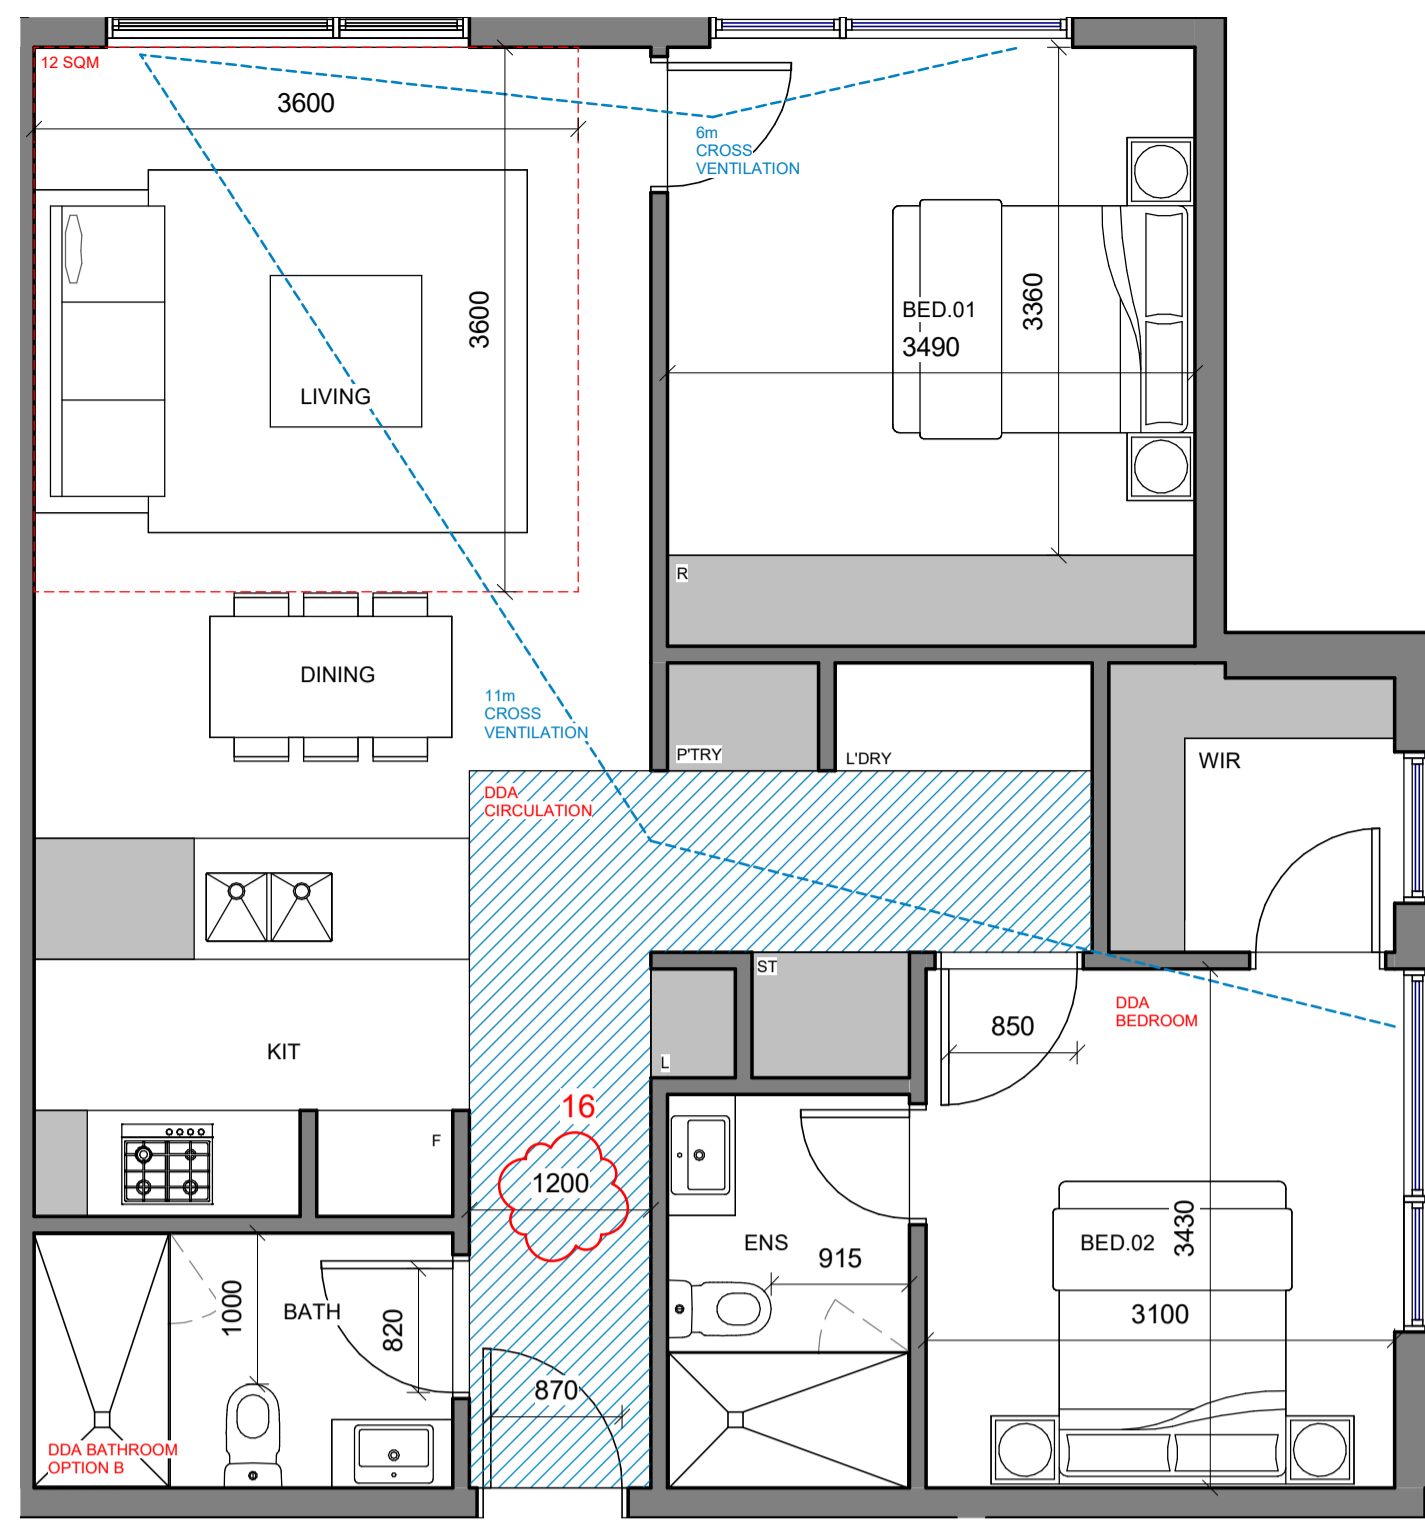 12 SQM
3600
6m
CROSS
VENTILATION
3600
LIVING
BED.01
3490
3360
R
DINING
11m
CROSS
VENTILATION
P'TRY
L'DRY
WIR
DDA
CIRCULATION
ST
DDA
BEDROOM
850
KIT
L
16
F
1200
ENS
915
BED.02
3430
3100
1000
BATH
820
870
DDA BATHROOM
OPTION B